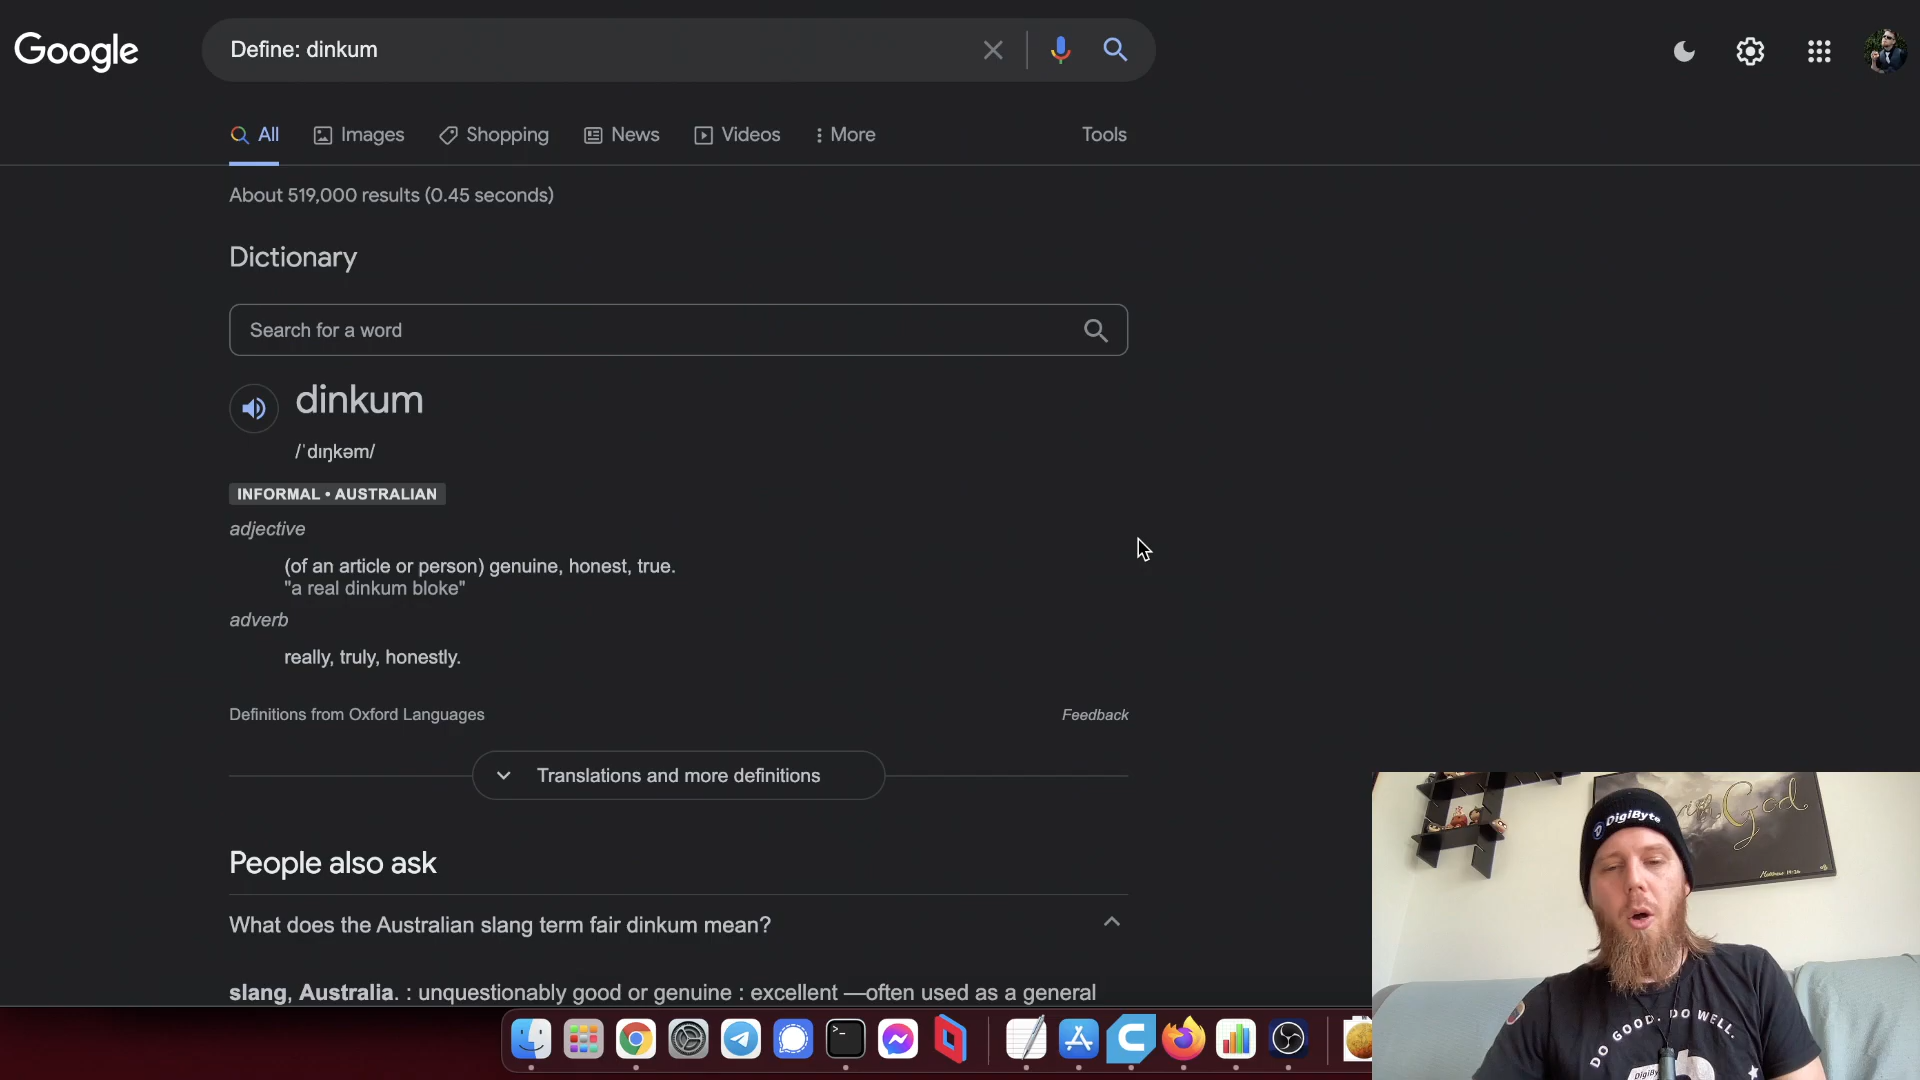 Google
Define: dinkum
All
Images
Shopping
News
Videos
More
Tools
About 519,000 results (0.45 seconds)
Dictionary
Search for a word
dinkum
/ˈdɪŋkəm/
INFORMAL • AUSTRALIAN
adjective
(of an article or person) genuine, honest, true.
"a real dinkum bloke"
adverb
really, truly, honestly.
Definitions from Oxford Languages
Feedback
Translations and more definitions
People also ask
What does the Australian slang term fair dinkum mean?
slang, Australia. : unquestionably good or genuine : excellent —often used as a general
God
Matthew 19:26
DigiByte
DO GOOD. DO WELL.